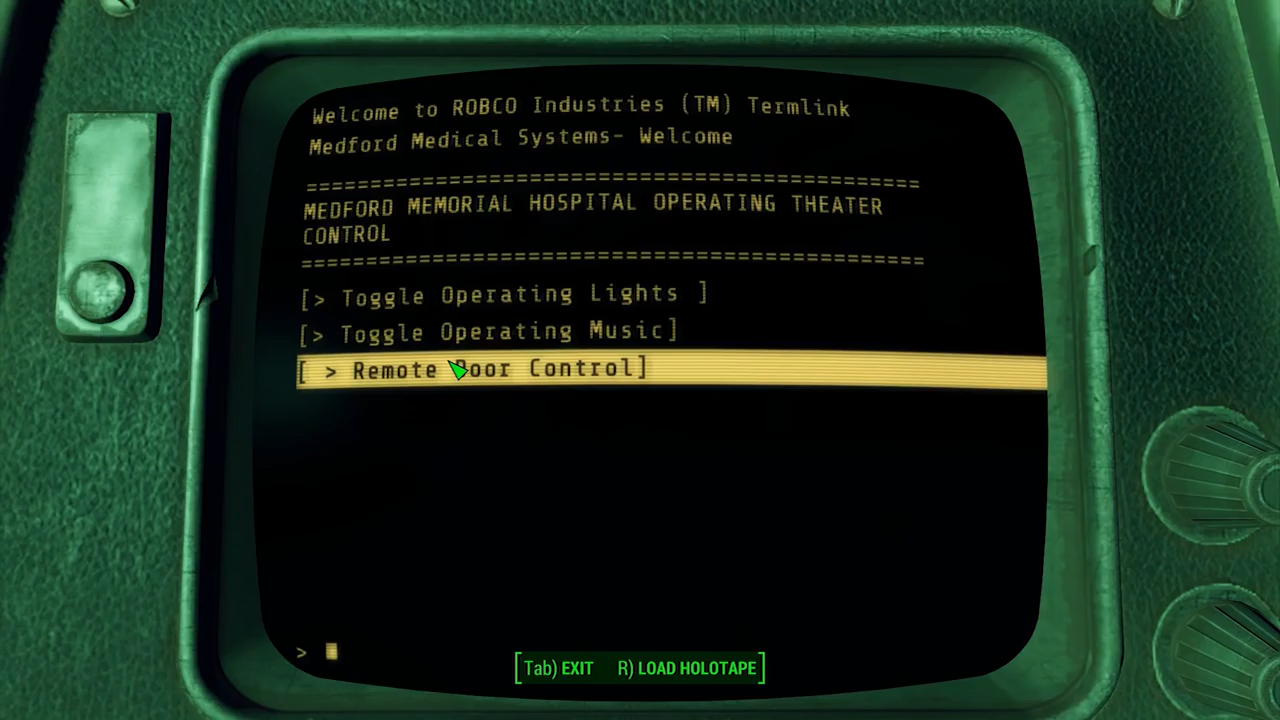 Welcome to ROBCO Industries (TM) Termlink
Medford Medical Systems- Welcome
================================================
MEDFORD MEMORIAL HOSPITAL OPERATING THEATER
CONTROL
================================================
[> Toggle Operating Lights ]
[> Toggle Operating Music]
[ > Remote Door Control]
>
Tab) EXIT R) LOAD HOLOTAPE